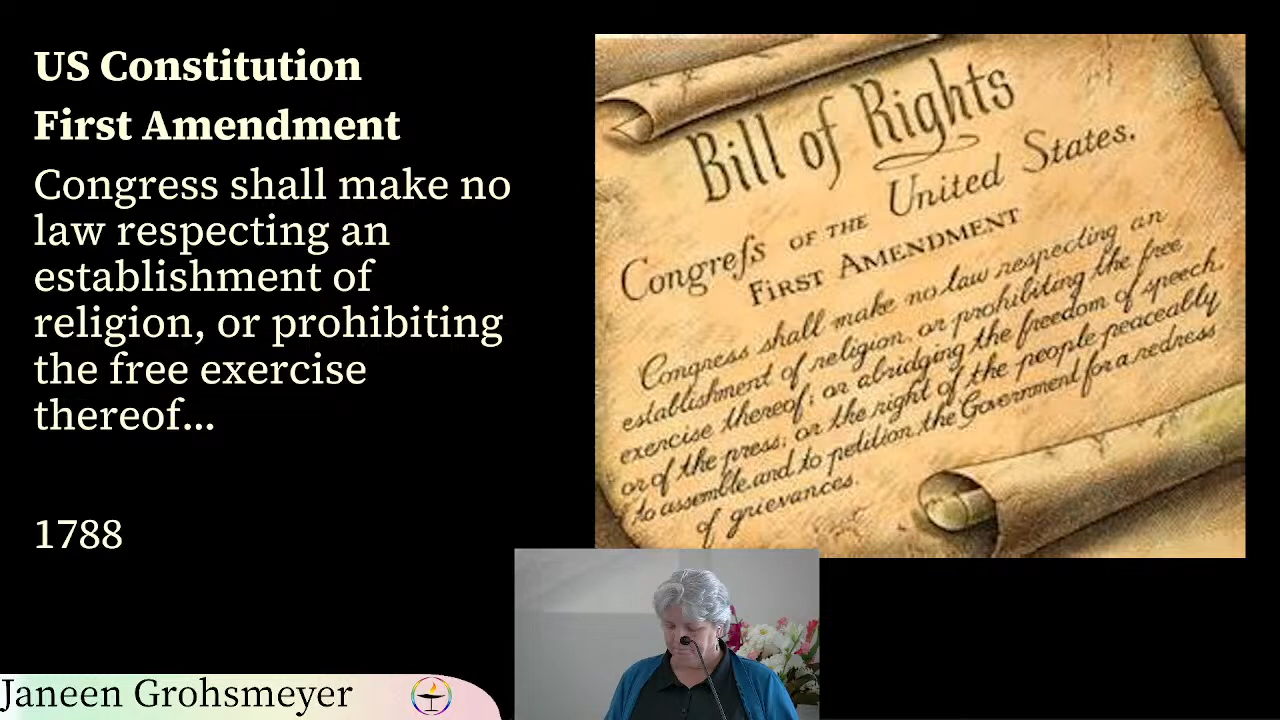 US Constitution
First Amendment
Congress shall make no
law respecting an
establishment of
religion, or prohibiting
the free exercise
thereof...
1788
Bill of Rights
Congreſs OF THE United States.
FIRST AMENDMENT
Congress shall make no law respecting an
establishment of religion, or prohibiting the free
exercise thereof; or abridging the freedom of speech,
or of the press; or the right of the people peaceably
to assemble, and to petition the Government for a redress
of grievances.
Janeen Grohsmeyer